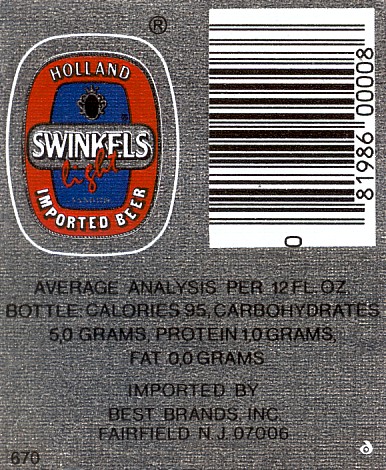 ®
HOLLAND
SWINKELS
light
IMPORTED BEER
81986 00008
0
AVERAGE ANALYSIS PER 12 FL. OZ.
BOTTLE: CALORIES 95, CARBOHYDRATES
5.0 GRAMS, PROTEIN 1.0 GRAMS,
FAT 0.0 GRAMS
IMPORTED BY
BEST BRANDS, INC.
FAIRFIELD N.J. 07006
670